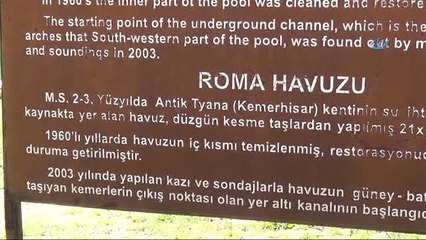 In 1960's the inner part of the pool was cleaned and restore
The starting point of the underground channel, which is the
arches that South-western part of the pool, was found out by m
and soundings in 2003.
ROMA HAVUZU
M.S. 2-3. Yüzyılda Antik Tyana (Kemerhisar) kentinin su iht
kaynakta yer alan havuz, düzgün kesme taşlardan yapılmış 21x
1960'lı yıllarda havuzun iç kısmı temizlenmiş, restorasyonu
duruma getirilmiştir.
2003 yılında yapılan kazı ve sondajlarla havuzun güney - bat
taşıyan kemerlerin çıkış noktası olan yer altı kanalının başlangıc